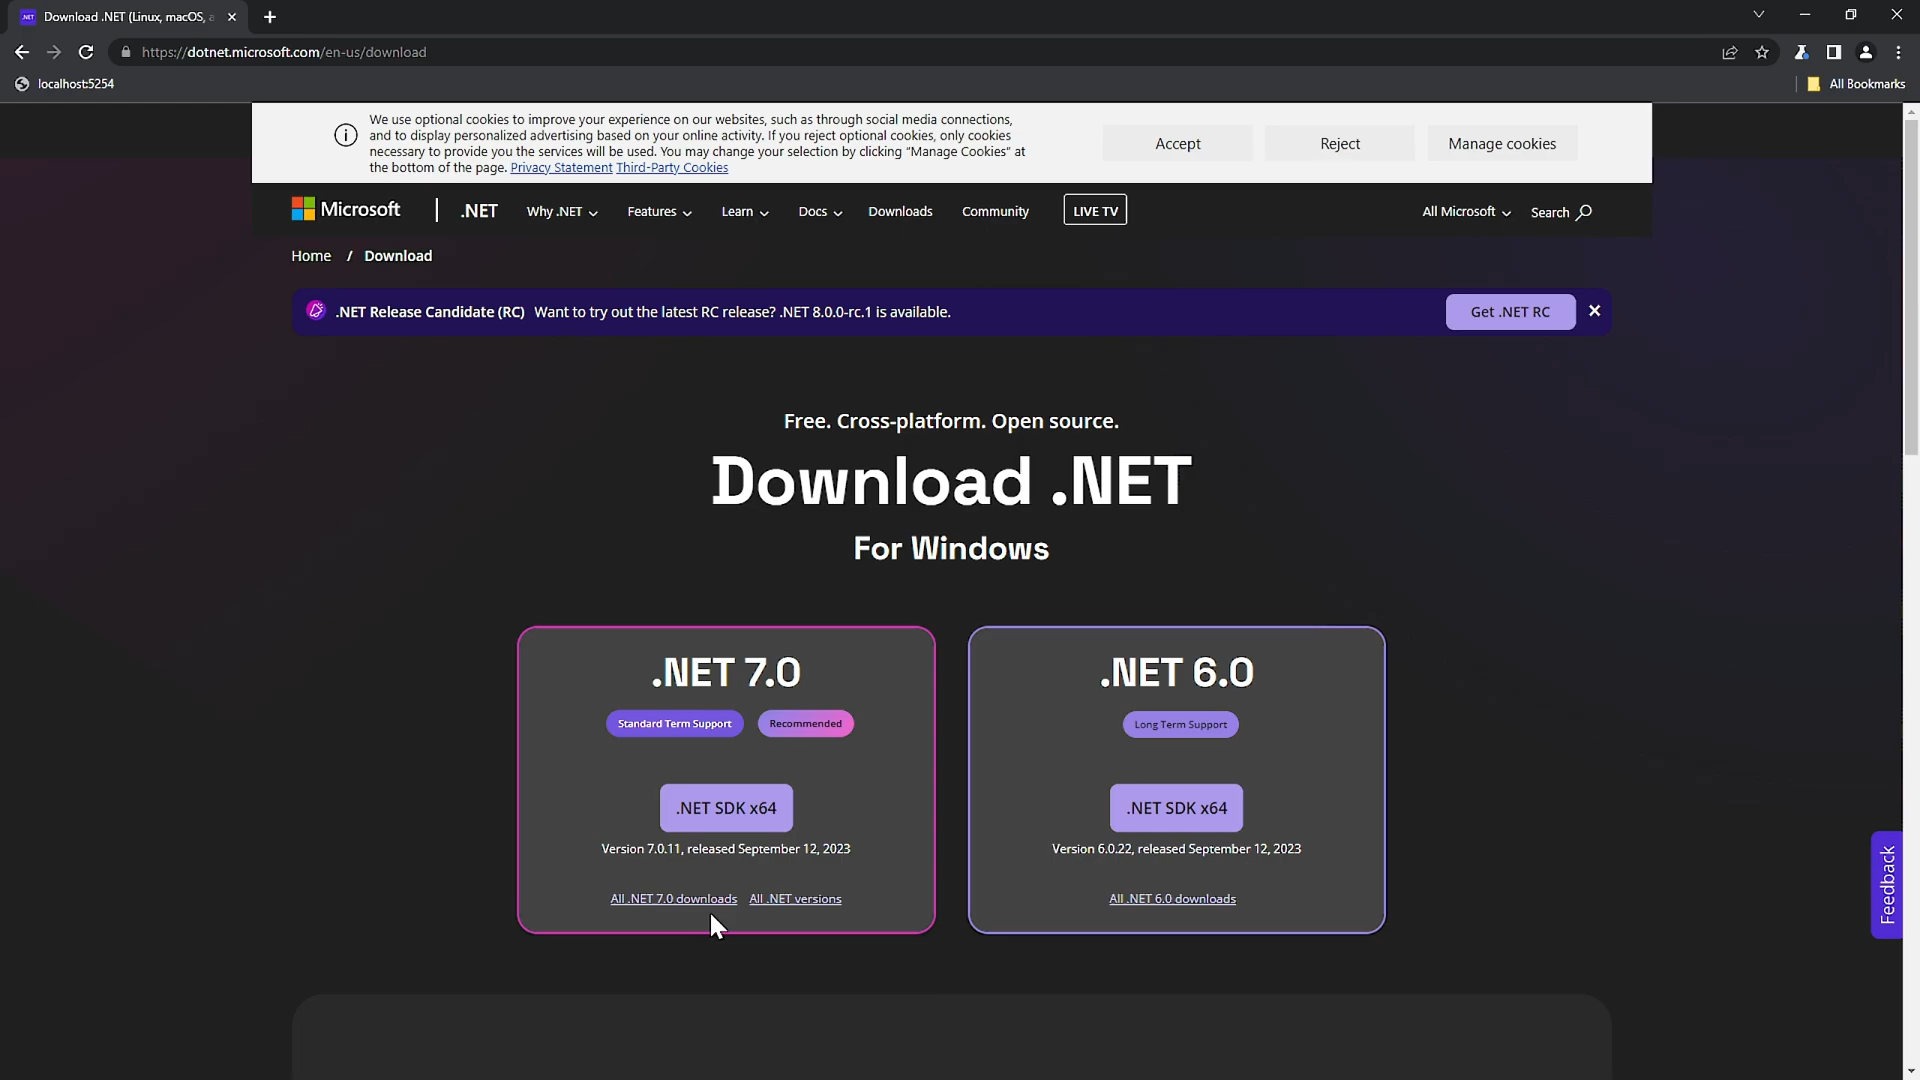 .NET
Download .NET (Linux, macOS, a
https://dotnet.microsoft.com/en-us/download
localhost:5254
All Bookmarks
We use optional cookies to improve your experience on our websites, such as through social media connections,
and to display personalized advertising based on your online activity. If you reject optional cookies, only cookies
necessary to provide you the services will be used. You may change your selection by clicking "Manage Cookies" at
the bottom of the page. Privacy Statement Third-Party Cookies
Accept
Reject
Manage cookies
Microsoft
.NET
Why .NET
Features
Learn
Docs
Downloads
Community
LIVE TV
All Microsoft
Search
Home / Download
.NET Release Candidate (RC) Want to try out the latest RC release? .NET 8.0.0-rc.1 is available.
Get .NET RC
Free. Cross-platform. Open source.
Download .NET
For Windows
.NET 7.0
Standard Term Support
Recommended
.NET SDK x64
Version 7.0.11, released September 12, 2023
All .NET 7.0 downloads
All .NET versions
.NET 6.0
Long Term Support
.NET SDK x64
Version 6.0.22, released September 12, 2023
All .NET 6.0 downloads
Feedback